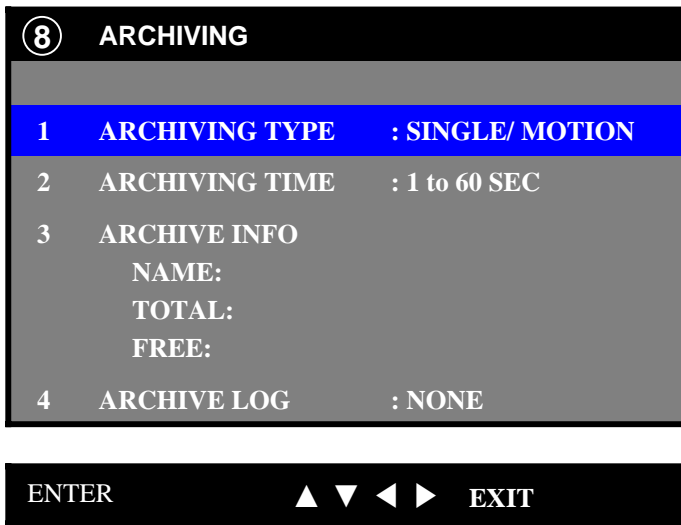 8 ARCHIVING
1 ARCHIVING TYPE : SINGLE/ MOTION
2 ARCHIVING TIME : 1 to 60 SEC
3 ARCHIVE INFO
NAME:
TOTAL:
FREE:
4 ARCHIVE LOG : NONE
ENTER ▲ ▼ ◀ ▶ EXIT